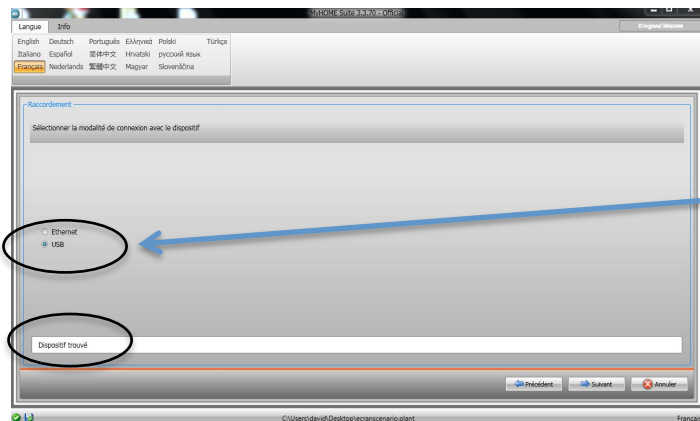 MyHOME Suite 3.3.70 - Official
Langue Info
English Deutsch Português Ελληνικά Polski Türkçe
Italiano Español 简体中文 Hrvatski русский язык
Français Nederlands 繁體中文 Magyar Slovenščina
Raccordement
Sélectionner la modalité de connexion avec le dispositif
Ethernet
USB
Dispositif trouvé
Précédent Suivant Annuler
C:\Users\david\Desktop\ecranscenario.plant Français